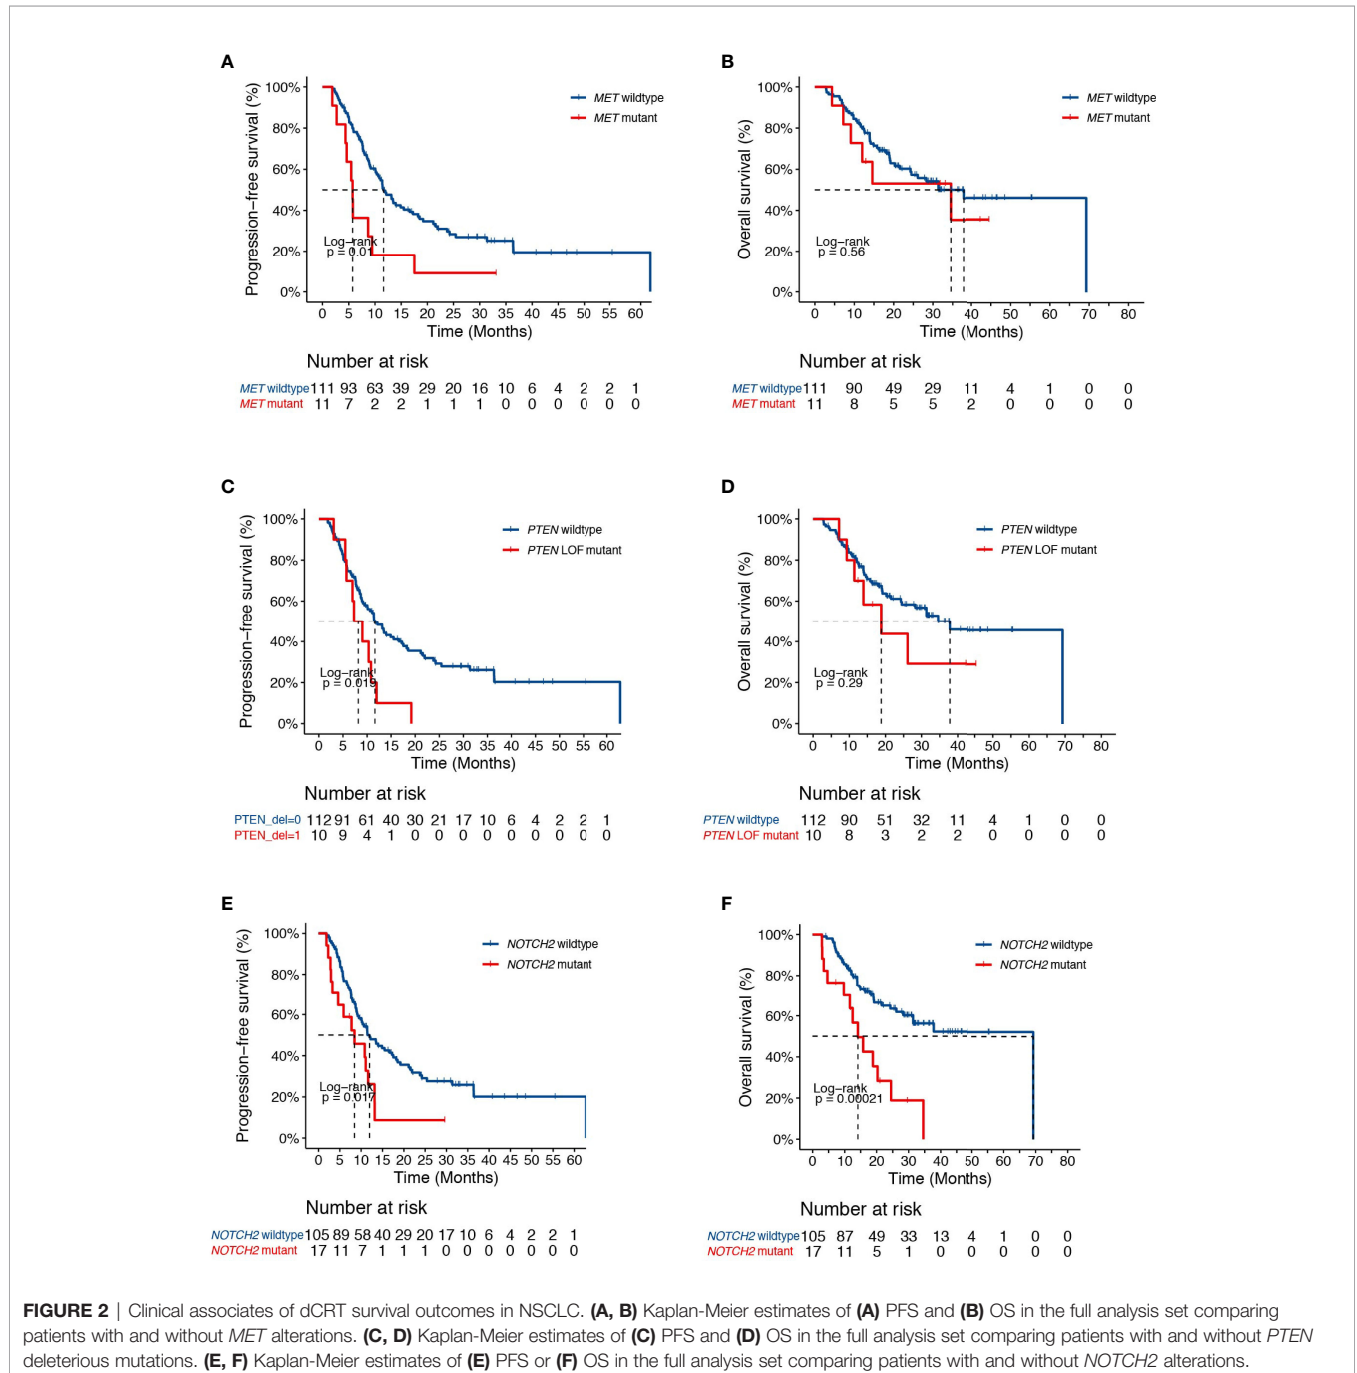 A
Progression-free survival (%)
100%
80%
60%
40%
20%
0%
MET wildtype
MET mutant
Log-rank
p = 0.01
0 5 10 15 20 25 30 35 40 45 50 55 60
Time (Months)
Number at risk
MET wildtype 111 93 63 39 29 20 16 10 6 4 2 2 1
MET mutant 11 7 2 2 1 1 1 0 0 0 0 0 0
B
Overall survival (%)
100%
80%
60%
40%
20%
0%
MET wildtype
MET mutant
Log-rank
p = 0.56
0 10 20 30 40 50 60 70 80
Time (Months)
Number at risk
MET wildtype 111 90 49 29 11 4 1 0 0
MET mutant 11 8 5 5 2 0 0 0 0
C
Progression-free survival (%)
100%
80%
60%
40%
20%
0%
PTEN wildtype
PTEN LOF mutant
Log-rank
p = 0.019
0 5 10 15 20 25 30 35 40 45 50 55 60
Time (Months)
Number at risk
PTEN_del=0 112 91 61 40 30 21 17 10 6 4 2 2 1
PTEN_del=1 10 9 4 1 0 0 0 0 0 0 0 0 0
D
Overall survival (%)
100%
80%
60%
40%
20%
0%
PTEN wildtype
PTEN LOF mutant
Log-rank
p = 0.29
0 10 20 30 40 50 60 70 80
Time (Months)
Number at risk
PTEN wildtype 112 90 51 32 11 4 1 0 0
PTEN LOF mutant 10 8 3 2 2 0 0 0 0
E
Progression-free survival (%)
100%
80%
60%
40%
20%
0%
NOTCH2 wildtype
NOTCH2 mutant
Log-rank
p = 0.017
0 5 10 15 20 25 30 35 40 45 50 55 60
Time (Months)
Number at risk
NOTCH2 wildtype 105 89 58 40 29 20 17 10 6 4 2 2 1
NOTCH2 mutant 17 11 7 1 1 1 0 0 0 0 0 0 0
F
Overall survival (%)
100%
80%
60%
40%
20%
0%
NOTCH2 wildtype
NOTCH2 mutant
Log-rank
p = 0.00021
0 10 20 30 40 50 60 70 80
Time (Months)
Number at risk
NOTCH2 wildtype 105 87 49 33 13 4 1 0 0
NOTCH2 mutant 17 11 5 1 0 0 0 0 0
FIGURE 2 | Clinical associates of dCRT survival outcomes in NSCLC. (A, B) Kaplan-Meier estimates of (A) PFS and (B) OS in the full analysis set comparing
patients with and without MET alterations. (C, D) Kaplan-Meier estimates of (C) PFS and (D) OS in the full analysis set comparing patients with and without PTEN
deleterious mutations. (E, F) Kaplan-Meier estimates of (E) PFS or (F) OS in the full analysis set comparing patients with and without NOTCH2 alterations.